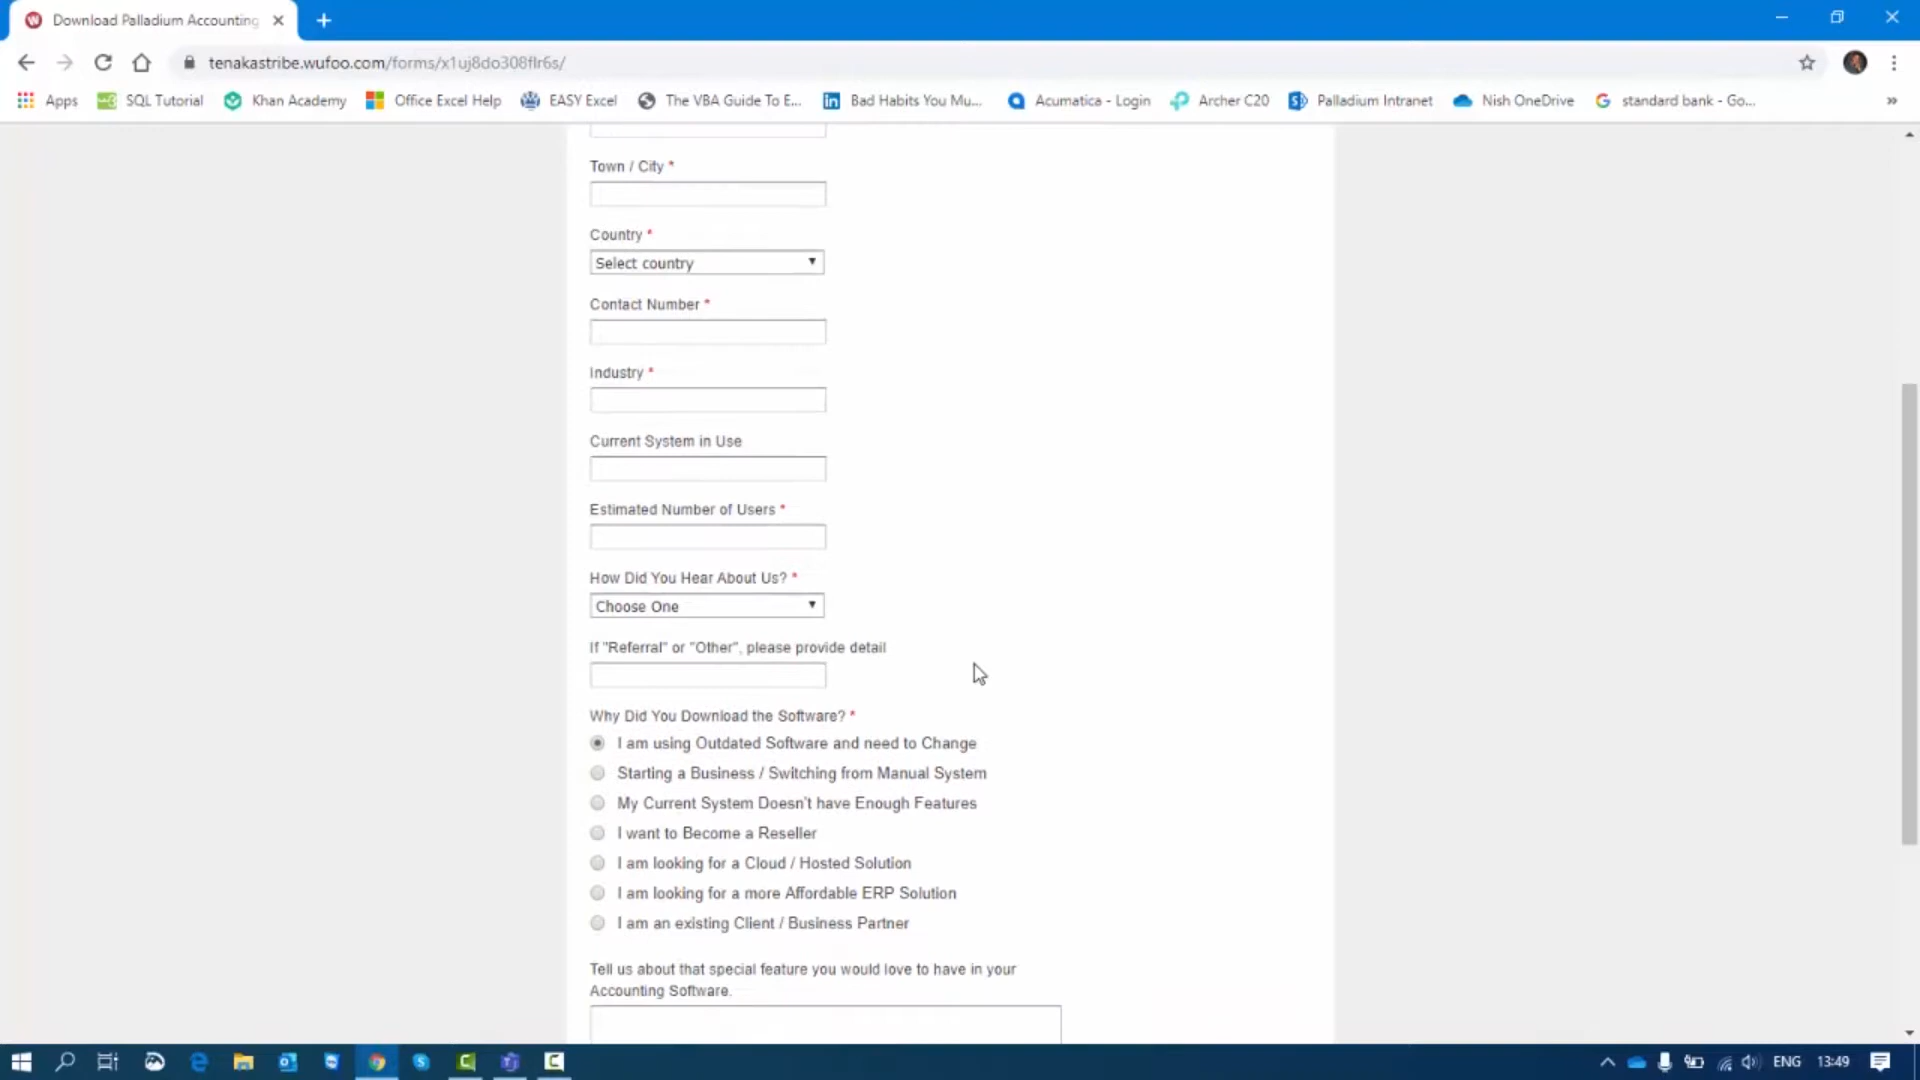 Download Palladium Accounting
tenakastribe.wufoo.com/forms/x1uj8do308flr6s/
Apps SQL Tutorial Khan Academy Office Excel Help EASY Excel The VBA Guide To E... Bad Habits You Mu... Acumatica - Login Archer C20 Palladium Intranet Nish OneDrive standard bank - Go... »
Town / City *
Country *
Select country
Contact Number *
Industry *
Current System in Use
Estimated Number of Users *
How Did You Hear About Us? *
Choose One
If "Referral" or "Other", please provide detail
Why Did You Download the Software? *
I am using Outdated Software and need to Change
Starting a Business / Switching from Manual System
My Current System Doesn't have Enough Features
I want to Become a Reseller
I am looking for a Cloud / Hosted Solution
I am looking for a more Affordable ERP Solution
I am an existing Client / Business Partner
Tell us about that special feature you would love to have in your
Accounting Software.
ENG 13:49